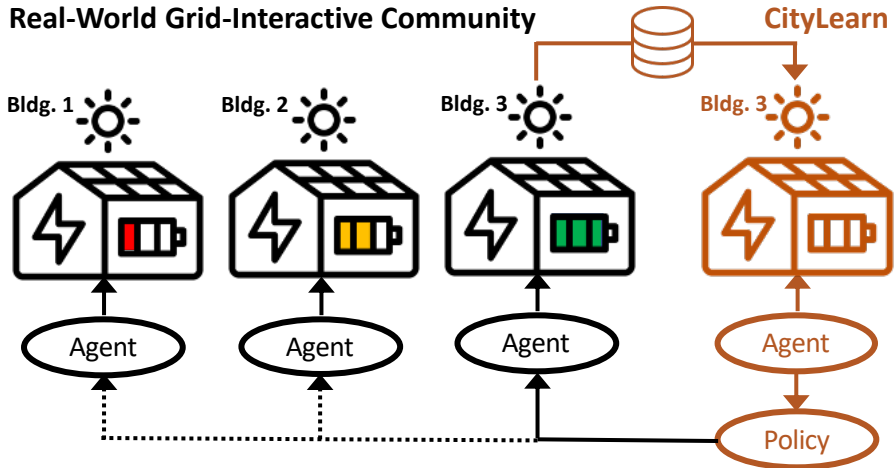 Real-World Grid-Interactive Community
CityLearn
Bldg. 1
Bldg. 2
Bldg. 3
Bldg. 3
Agent
Agent
Agent
Agent
Policy